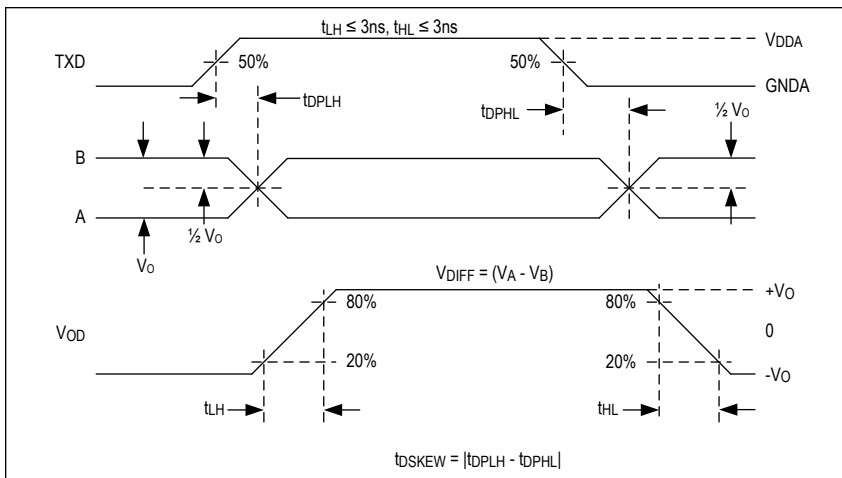 tLH ≤ 3ns, tHL ≤ 3ns
VDDA
TXD
50%
50%
GNDA
tDPLH
tDPHL
½ VO
B
A
VO
½ VO
VDIFF = (VA - VB)
+VO
80%
80%
VOD
0
20%
20%
-VO
tLH
tHL
tDSKEW = |tDPLH - tDPHL|